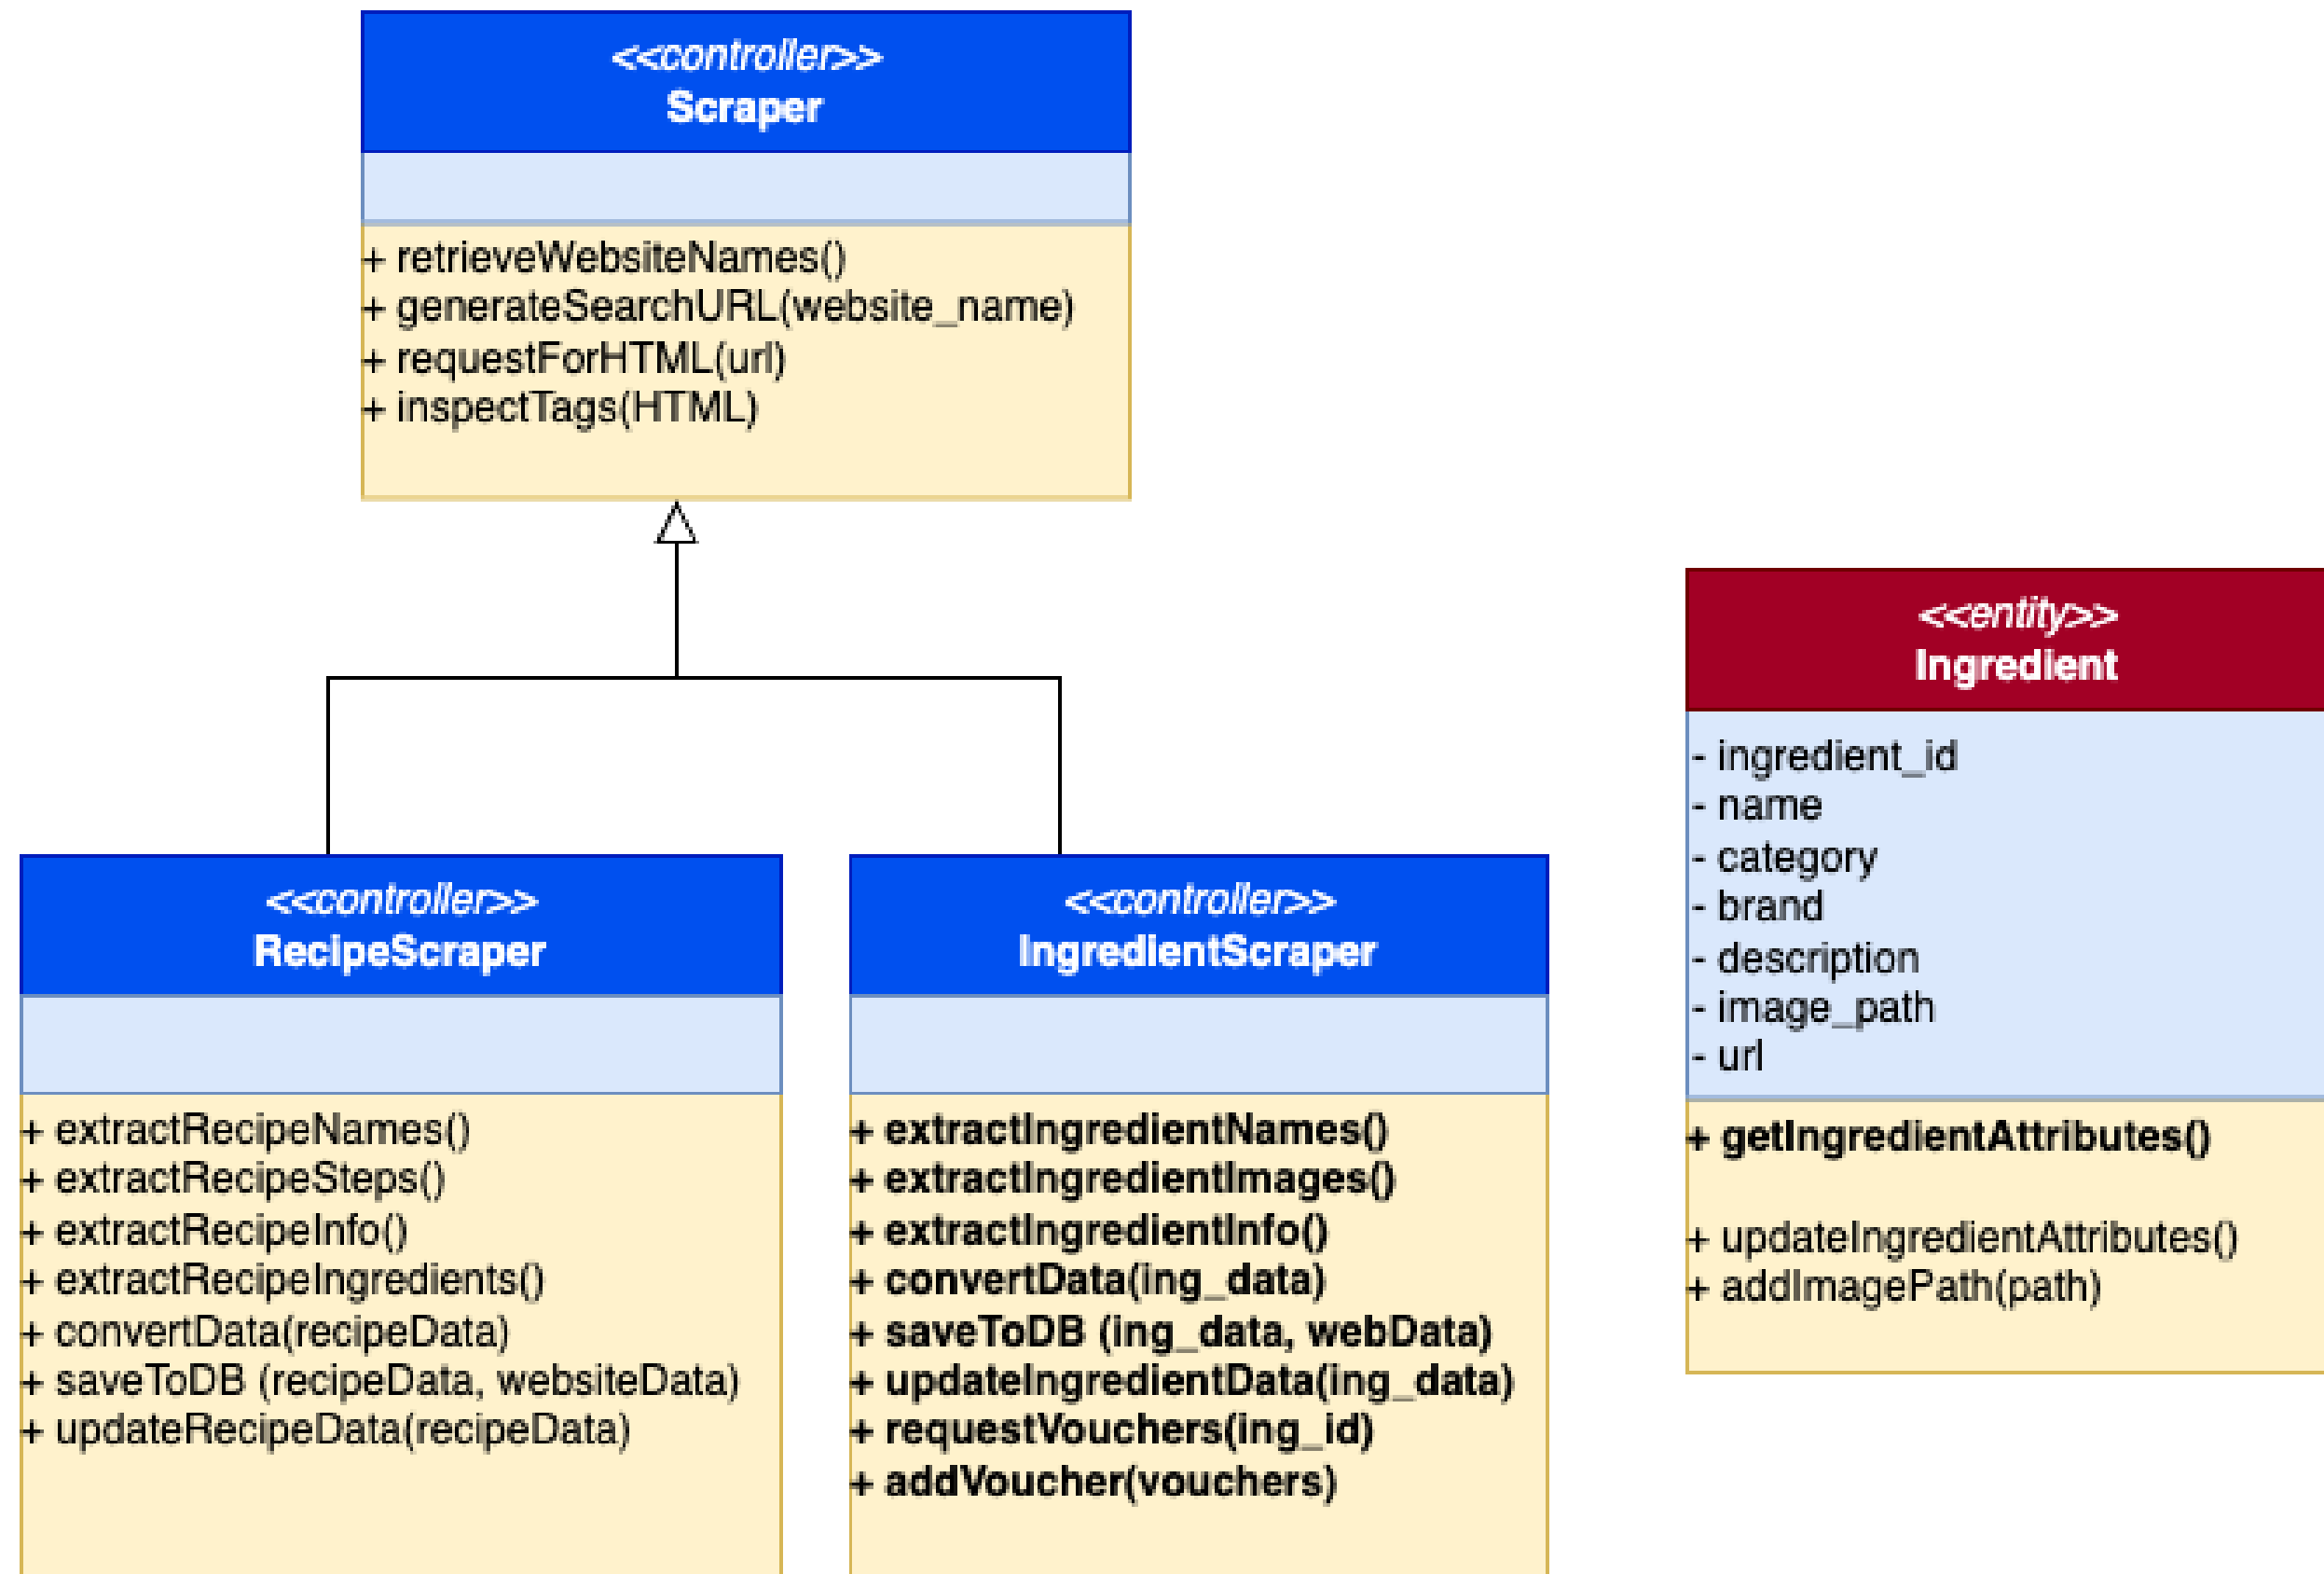 <<controller>>
Scraper
+ retrieveWebsiteNames()
+ generateSearchURL(website_name)
+ requestForHTML(url)
+ inspectTags(HTML)
<<controller>>
RecipeScraper
+ extractRecipeNames()
+ extractRecipeSteps()
+ extractRecipeInfo()
+ extractRecipeIngredients()
+ convertData(recipeData)
+ saveToDB (recipeData, websiteData)
+ updateRecipeData(recipeData)
<<controller>>
IngredientScraper
+ extractIngredientNames()
+ extractIngredientImages()
+ extractIngredientInfo()
+ convertData(ing_data)
+ saveToDB (ing_data, webData)
+ updateIngredientData(ing_data)
+ requestVouchers(ing_id)
+ addVoucher(vouchers)
<<entity>>
Ingredient
- ingredient_id
- name
- category
- brand
- description
- image_path
- url
+ getIngredientAttributes()
+ updateIngredientAttributes()
+ addImagePath(path)